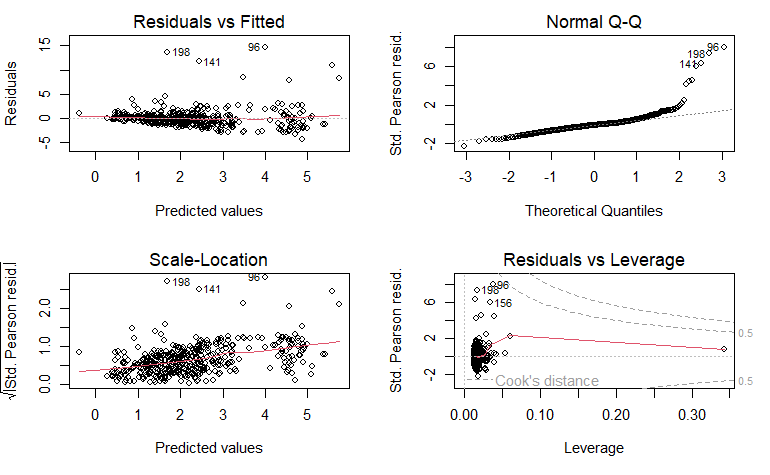 Residuals vs Fitted
Residuals
-5 0 5 15
198
96
141
0 1 2 3 4 5
Predicted values
Normal Q-Q
Std. Pearson resid.
-2 2 6
141
198
96
-3 -2 -1 0 1 2 3
Theoretical Quantiles
Scale-Location
√|Std. Pearson resid.|
0.0 1.0 2.0
198
96
141
0 1 2 3 4 5
Predicted values
Residuals vs Leverage
Std. Pearson resid.
-2 2 6
96
198
156
0.5
0.5
Cook's distance
0.00 0.10 0.20 0.30
Leverage